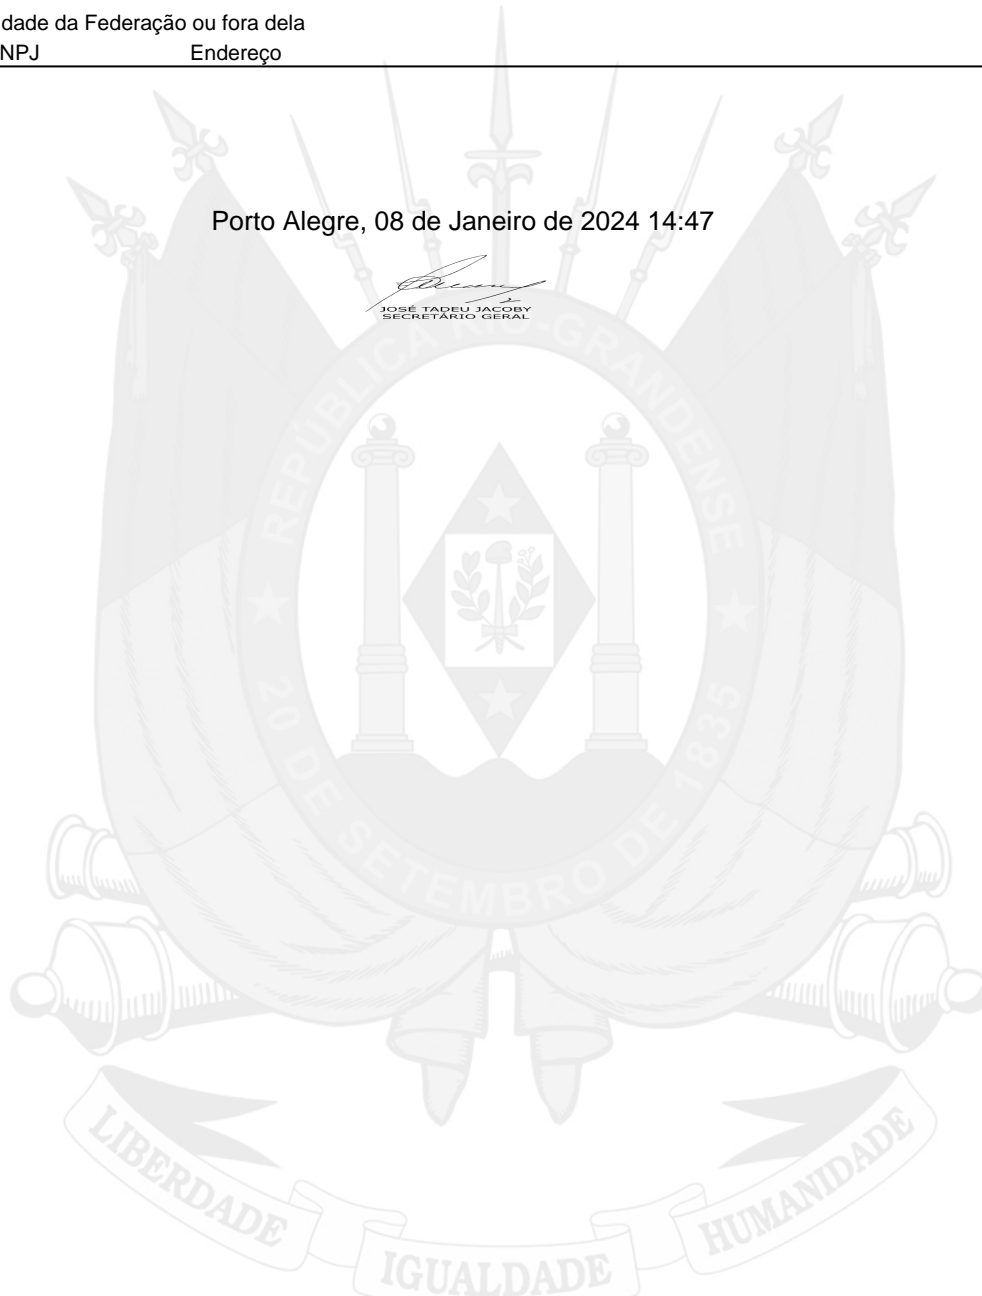 dade da Federação ou fora dela
NPJ Endereço
Porto Alegre, 08 de Janeiro de 2024 14:47
JOSÉ TADEU JACOBY
SECRETÁRIO GERAL
REPÚBLICA RIO-GRANDENSE
20 DE SETEMBRO DE 1835
LIBERDADE
IGUALDADE
HUMANIDADE